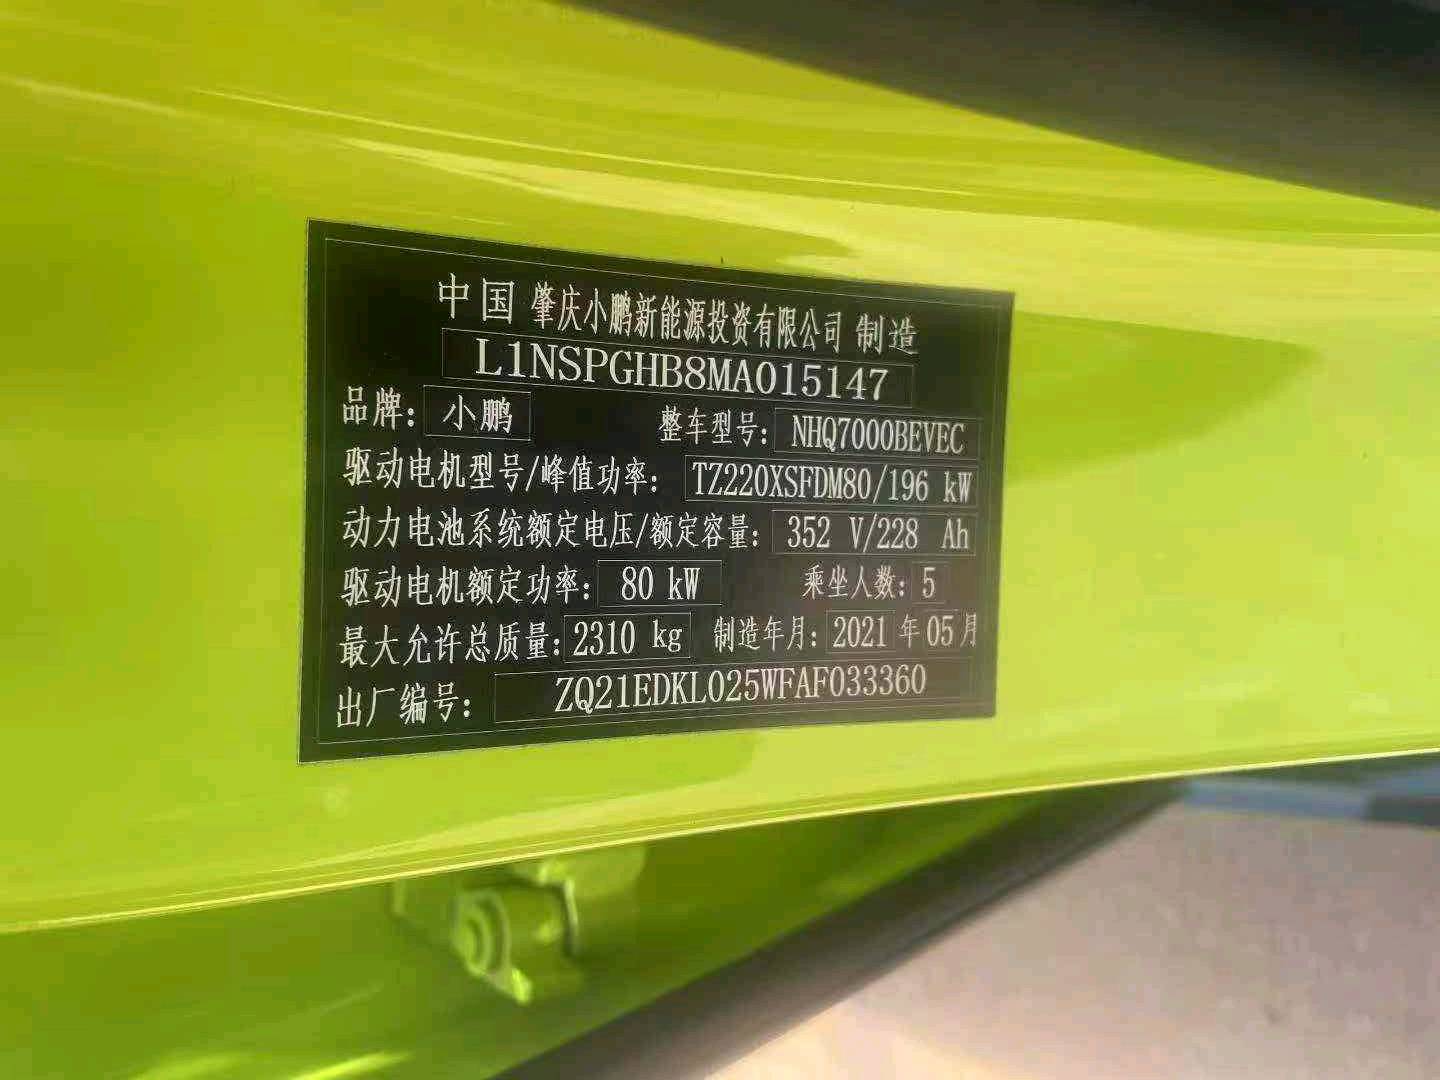 中国 肇庆小鹏新能源投资有限公司 制造
L1NSPGHB8MA015147
品牌: 小鹏 整车型号: NHQ7000BEVEC
驱动电机型号/峰值功率: TZ220XSFDM80/196 kW
动力电池系统额定电压/额定容量: 352 V/228 Ah
驱动电机额定功率: 80 kW 乘坐人数: 5
最大允许总质量: 2310 kg 制造年月: 2021 年 05 月
出厂编号: ZQ21EDKL025WFAF033360